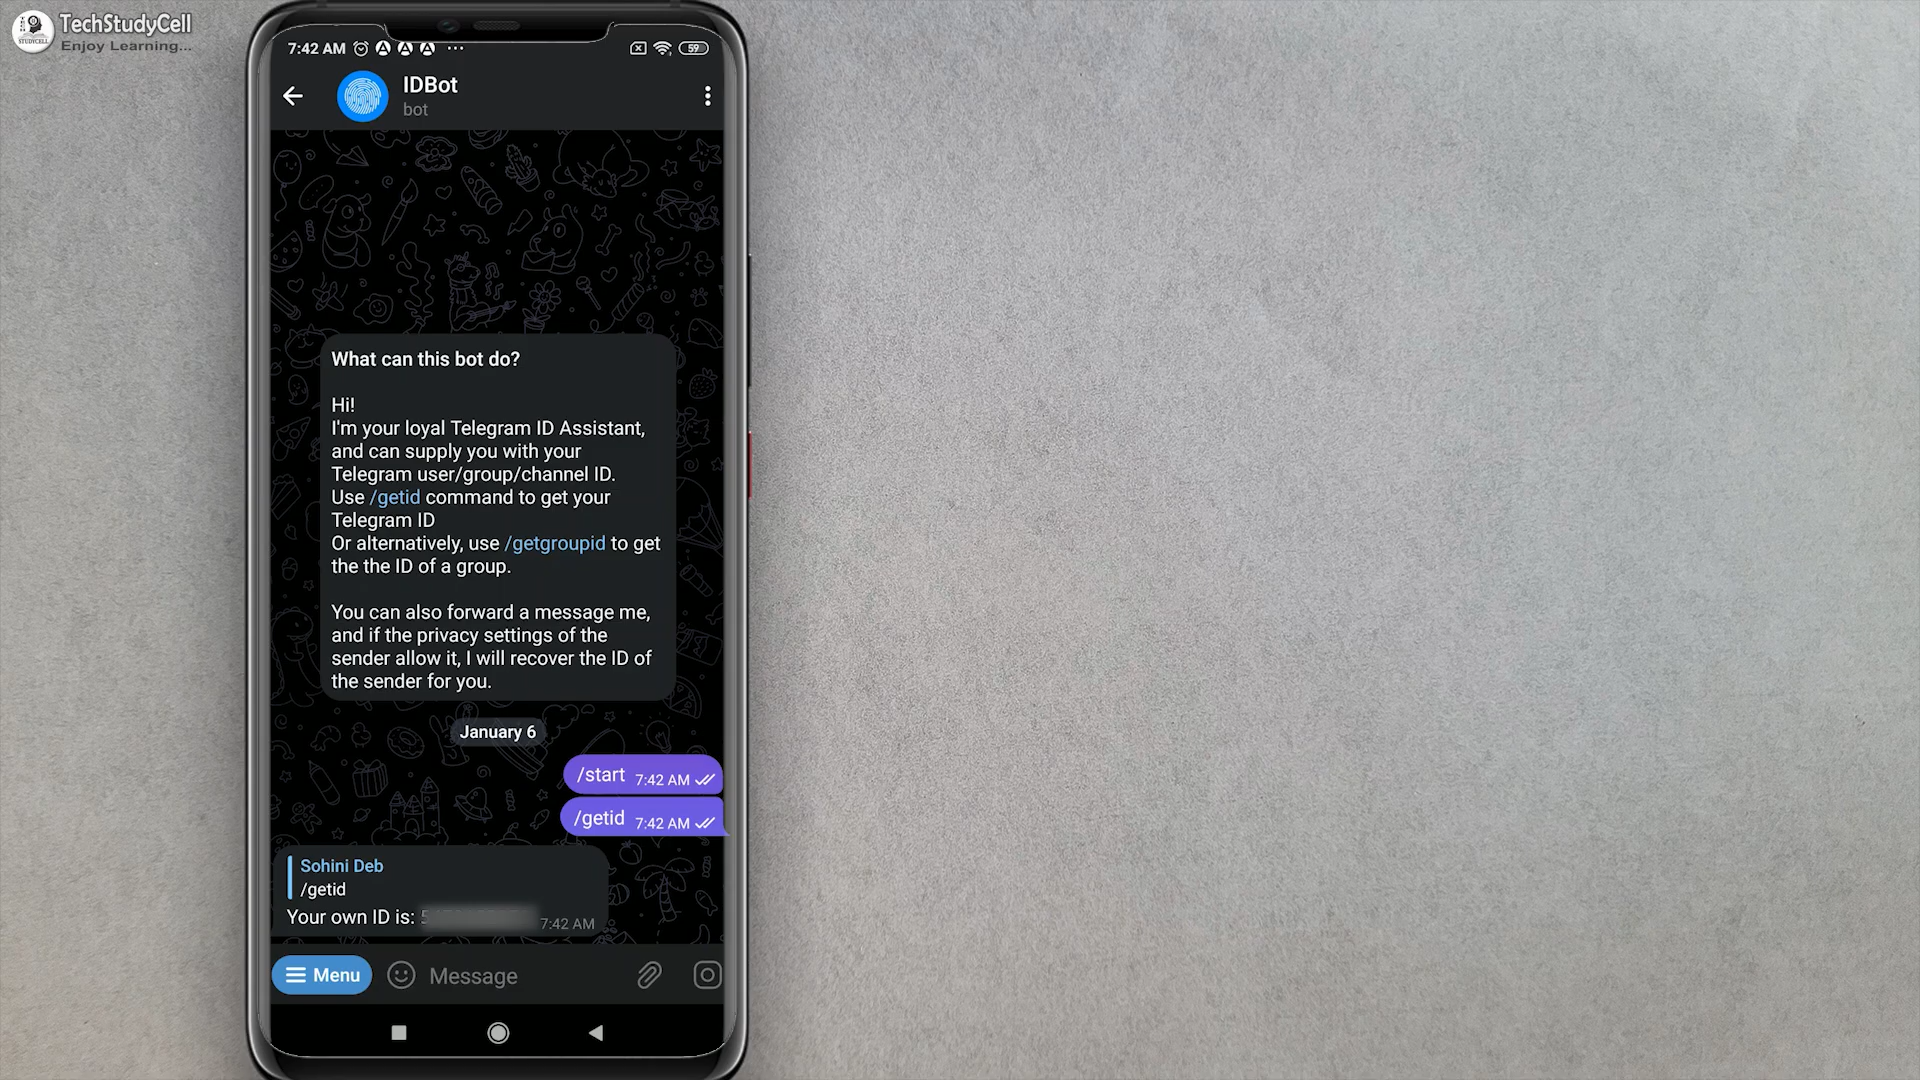 TechStudyCell
Enjoy Learning...
STUDYCELL
7:42 AM
59
IDBot
bot
What can this bot do?
Hi!
I'm your loyal Telegram ID Assistant,
and can supply you with your
Telegram user/group/channel ID.
Use /getid command to get your
Telegram ID
Or alternatively, use /getgroupid to get
the the ID of a group.
You can also forward a message me,
and if the privacy settings of the
sender allow it, I will recover the ID of
the sender for you.
January 6
/start 7:42 AM
/getid 7:42 AM
Sohini Deb
/getid
Your own ID is: 7:42 AM
Menu
Message